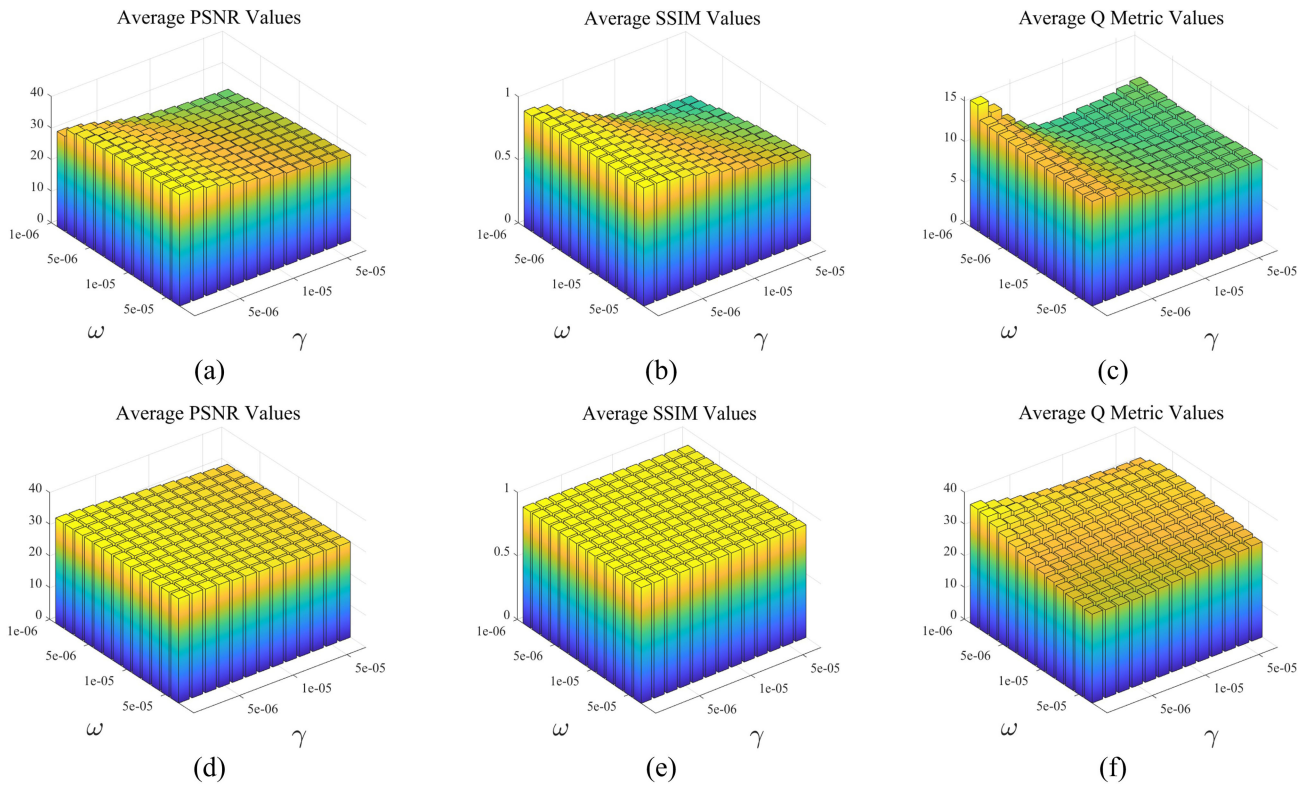 Average PSNR Values
40
30
20
10
0
1e-06
5e-06
1e-05
5e-05
ω
5e-06
1e-05
5e-05
γ
(a)
Average SSIM Values
1
0.5
0
1e-06
5e-06
1e-05
5e-05
ω
5e-06
1e-05
5e-05
γ
(b)
Average Q Metric Values
15
10
5
0
1e-06
5e-06
1e-05
5e-05
ω
5e-06
1e-05
5e-05
γ
(c)
Average PSNR Values
40
30
20
10
0
1e-06
5e-06
1e-05
5e-05
ω
5e-06
1e-05
5e-05
γ
(d)
Average SSIM Values
1
0.5
0
1e-06
5e-06
1e-05
5e-05
ω
5e-06
1e-05
5e-05
γ
(e)
Average Q Metric Values
40
30
20
10
0
1e-06
5e-06
1e-05
5e-05
ω
5e-06
1e-05
5e-05
γ
(f)